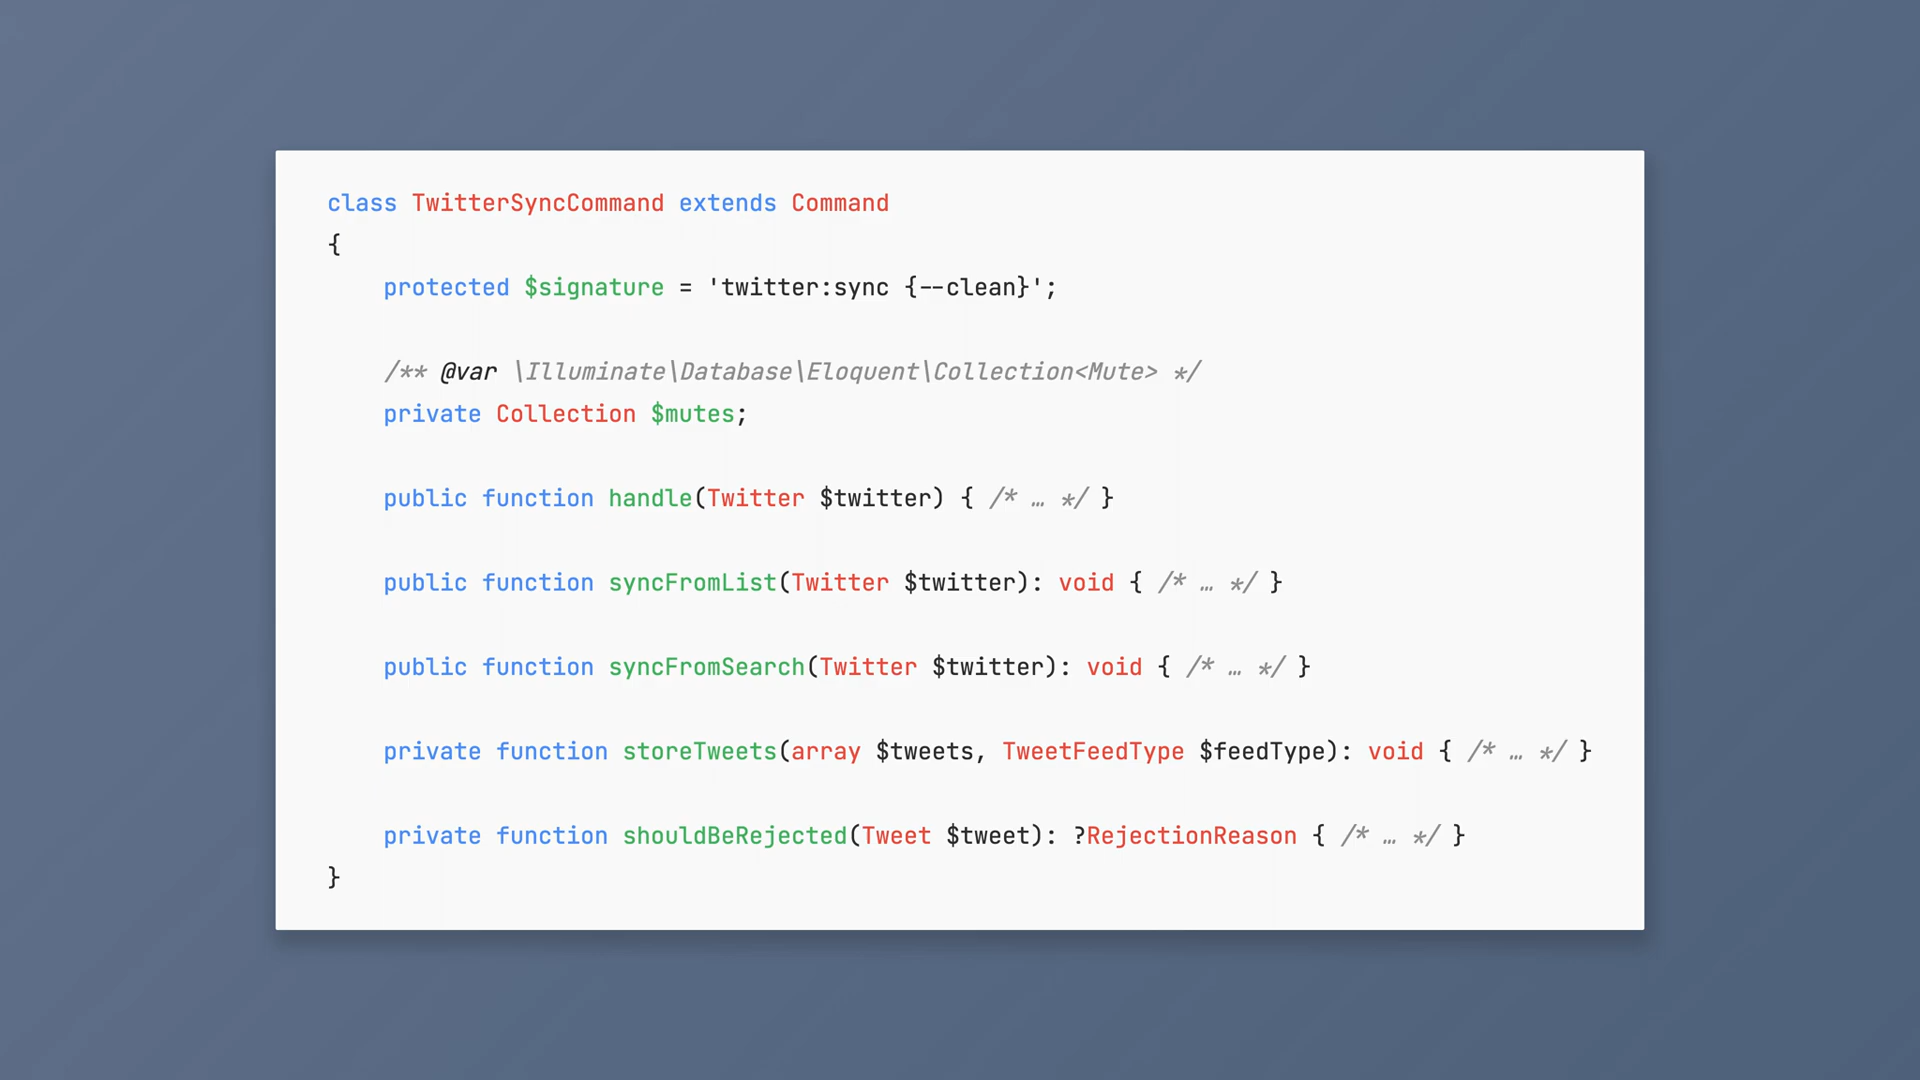 class TwitterSyncCommand extends Command
{
    protected $signature = 'twitter:sync {--clean}';
    /** @var \Illuminate\Database\Eloquent\Collection<Mute> */
    private Collection $mutes;
    public function handle(Twitter $twitter) { /* … */ }
    public function syncFromList(Twitter $twitter): void { /* … */ }
    public function syncFromSearch(Twitter $twitter): void { /* … */ }
    private function storeTweets(array $tweets, TweetFeedType $feedType): void { /* … */ }
    private function shouldBeRejected(Tweet $tweet): ?RejectionReason { /* … */ }
}